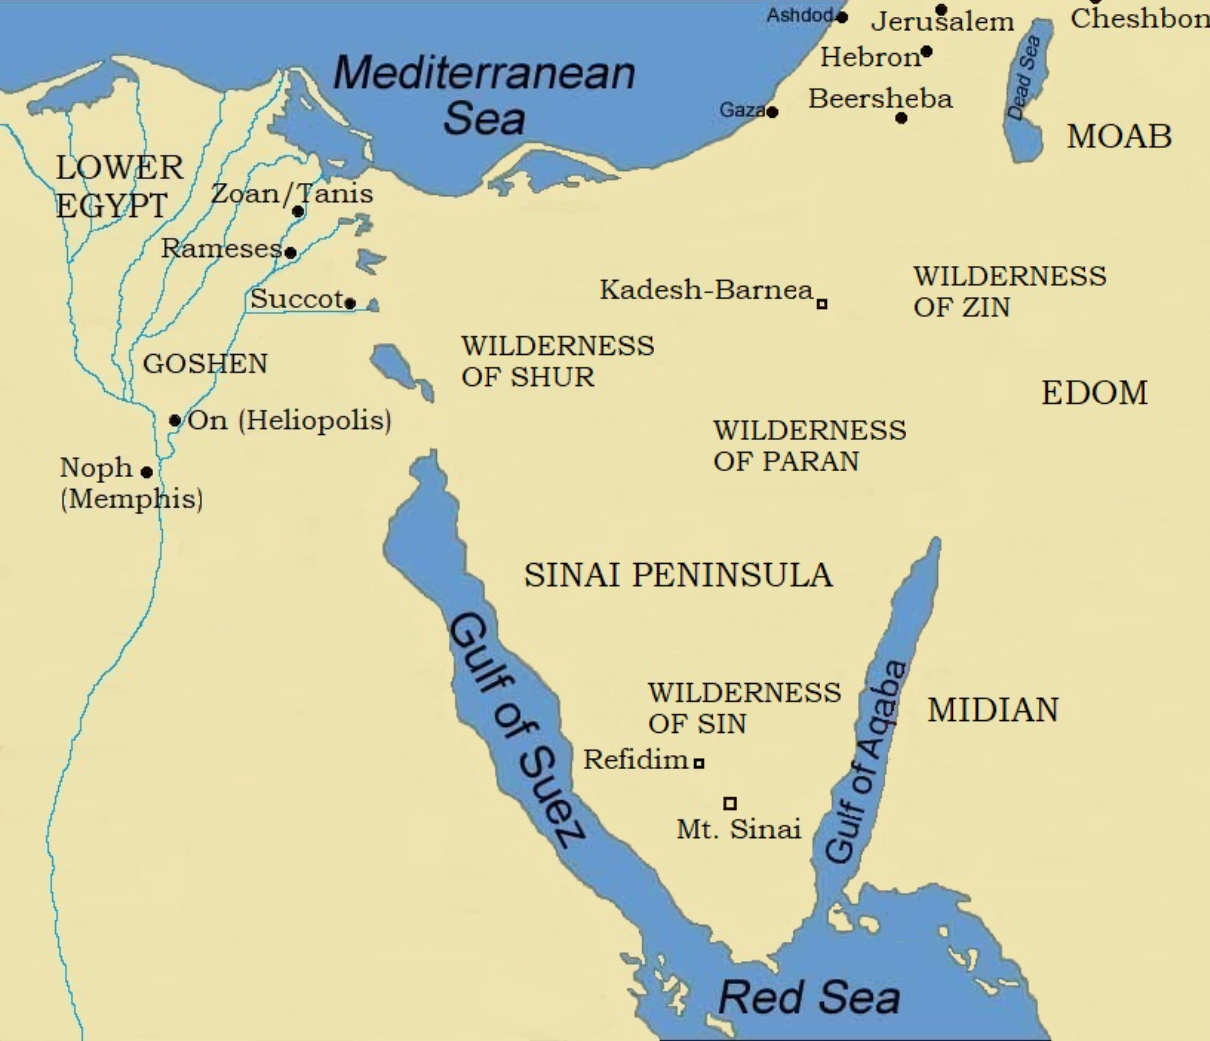 Ashdod
Jerusalem
Cheshbon
Hebron
Dead Sea
Mediterranean
Sea
Gaza
Beersheba
MOAB
LOWER
EGYPT
Zoan/Tanis
Rameses
Succot
Kadesh-Barnea
WILDERNESS
OF ZIN
WILDERNESS
OF SHUR
GOSHEN
EDOM
On (Heliopolis)
WILDERNESS
OF PARAN
Noph
(Memphis)
SINAI PENINSULA
Gulf of Suez
WILDERNESS
OF SIN
Gulf of Aqaba
MIDIAN
Refidim
Mt. Sinai
Red Sea